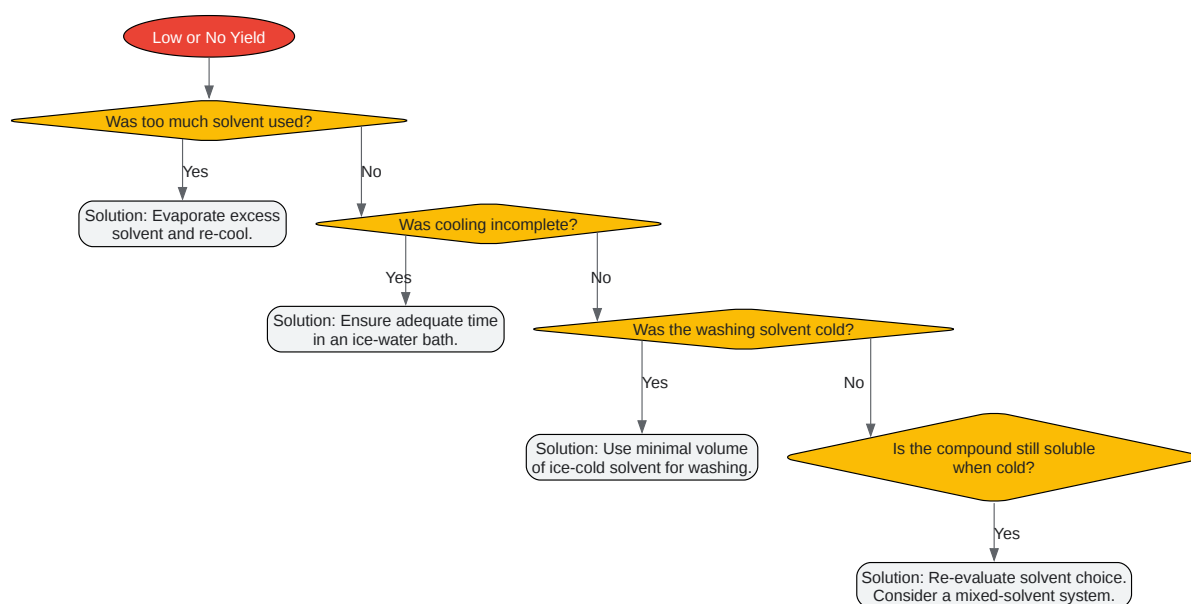 Low or No Yield
Was too much solvent used?
Yes
No
Solution: Evaporate excess
solvent and re-cool.
Was cooling incomplete?
Yes
No
Solution: Ensure adequate time
in an ice-water bath.
Was the washing solvent cold?
Yes
No
Solution: Use minimal volume
of ice-cold solvent for washing.
Is the compound still soluble
when cold?
Yes
Solution: Re-evaluate solvent choice.
Consider a mixed-solvent system.